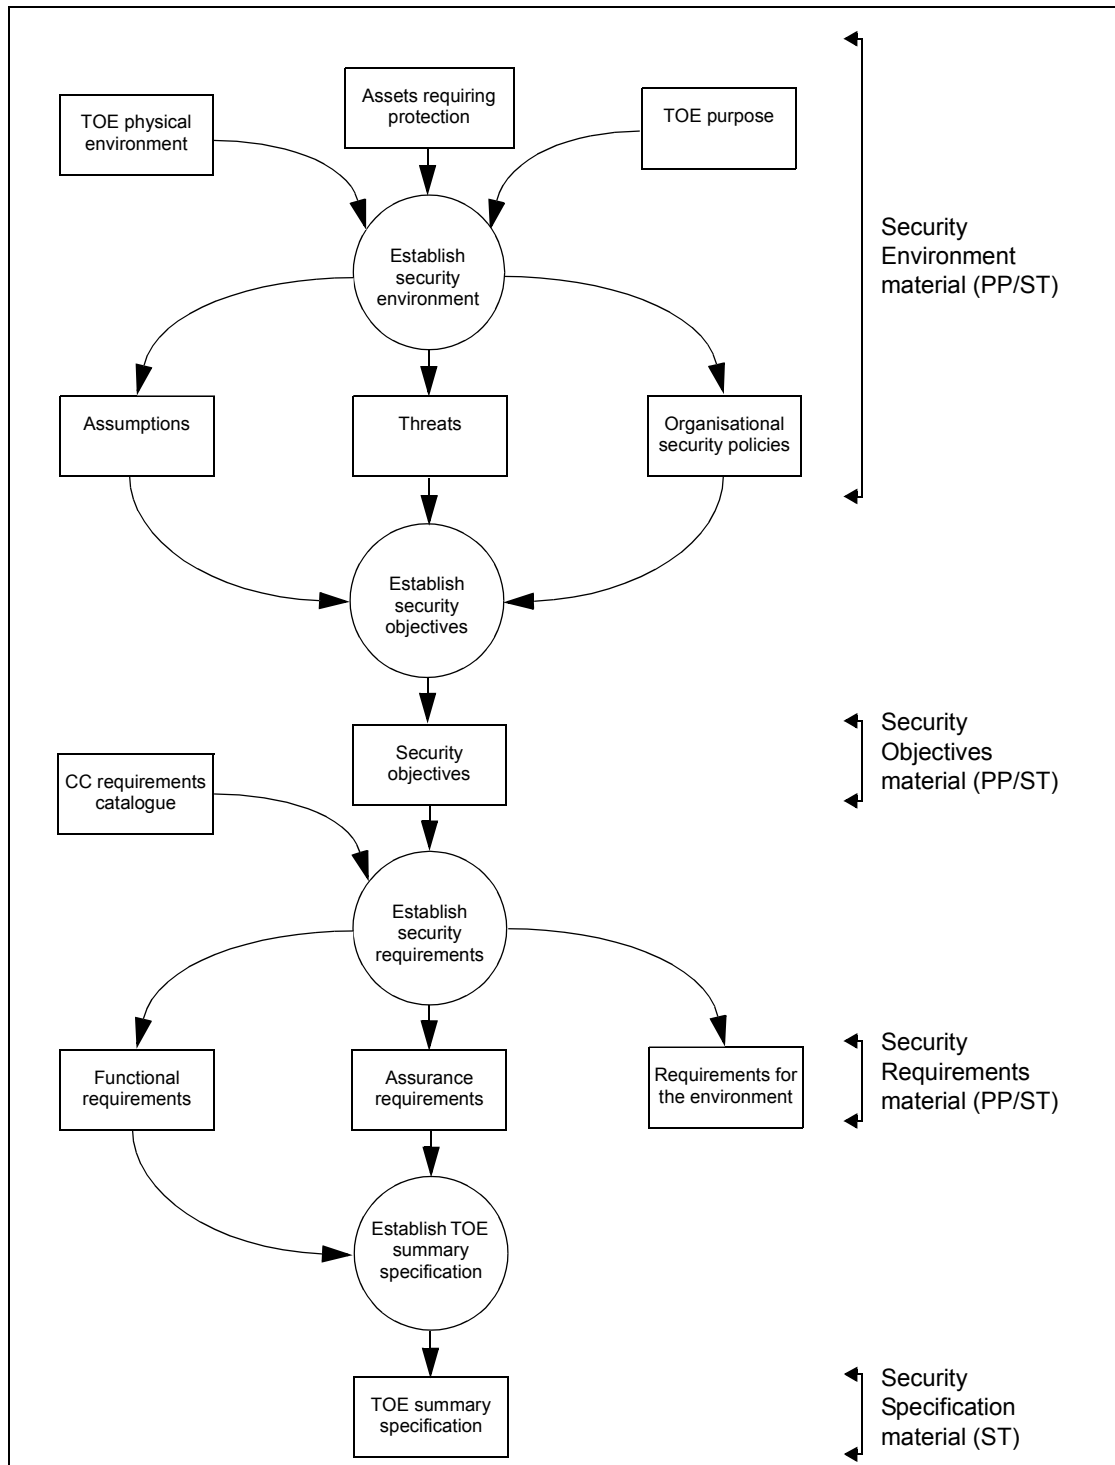 Assets requiring
protection
TOE physical
environment
TOE purpose
Establish
security
environment
Security
Environment
material (PP/ST)
Assumptions
Threats
Organisational
security policies
Establish
security
objectives
Security
objectives
Security
Objectives
material (PP/ST)
CC requirements
catalogue
Establish
security
requirements
Functional
requirements
Assurance
requirements
Requirements for
the environment
Security
Requirements
material (PP/ST)
Establish TOE
summary
specification
TOE summary
specification
Security
Specification
material (ST)